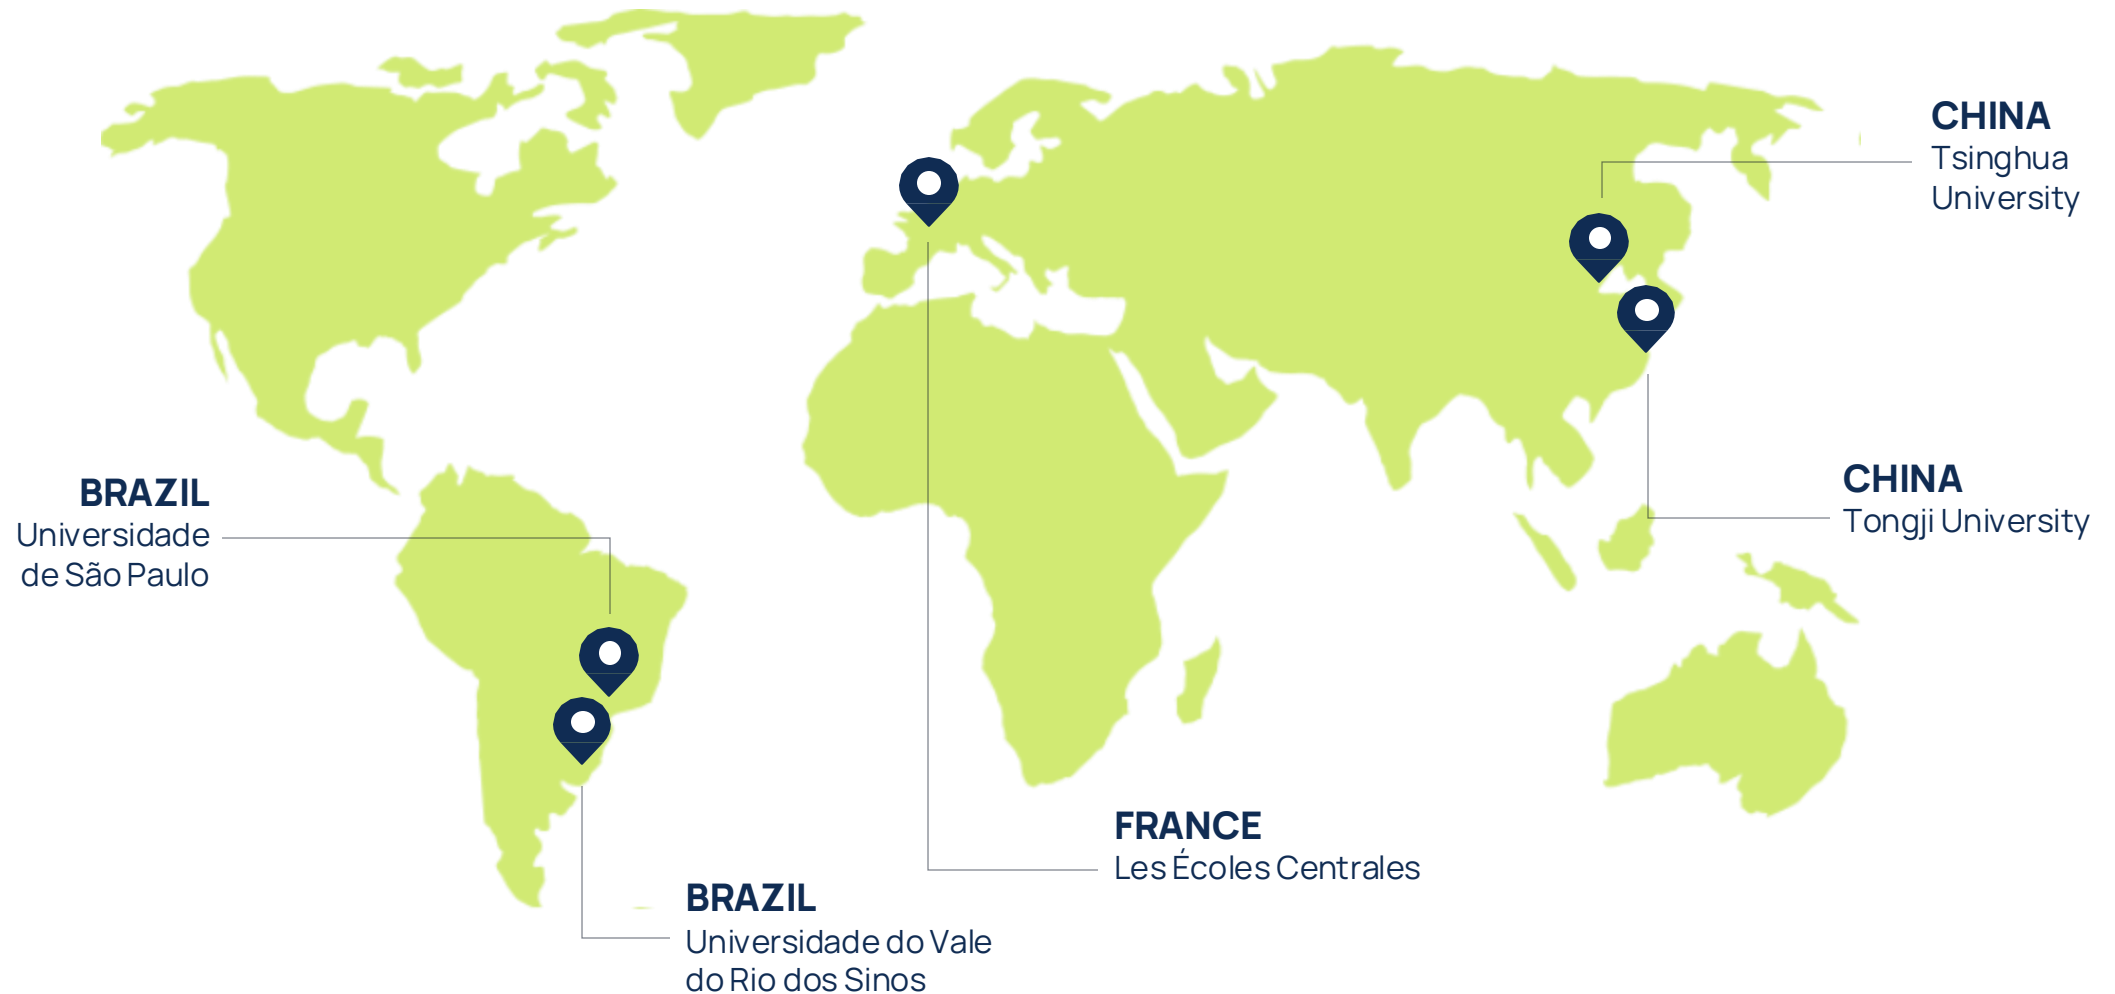 CHINA
Tsinghua
University
BRAZIL
Universidade
de São Paulo
CHINA
Tongji University
FRANCE
Les Écoles Centrales
BRAZIL
Universidade do Vale
do Rio dos Sinos